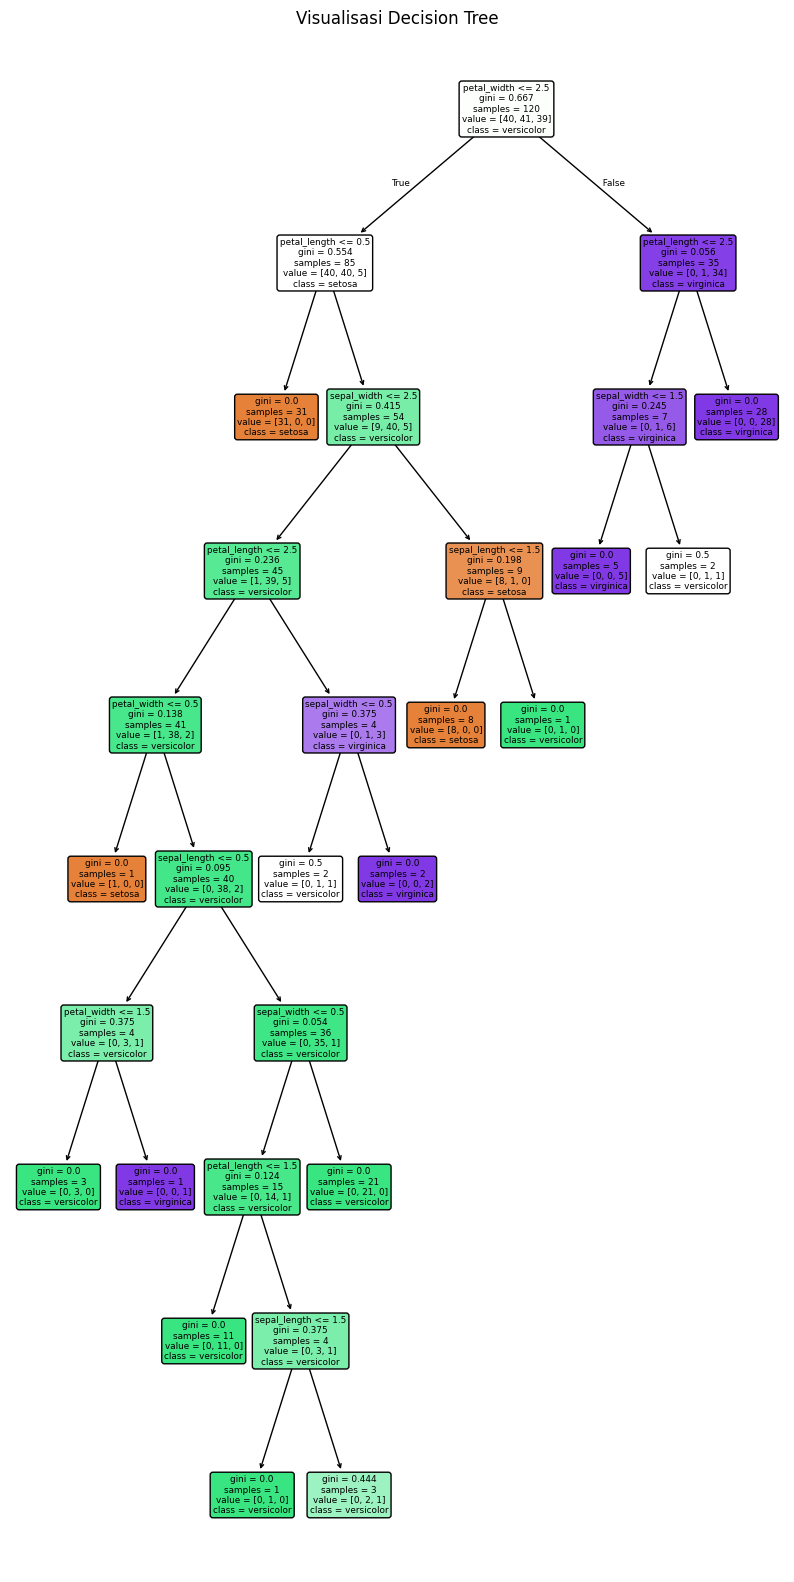 Visualisasi Decision Tree
petal_width <= 2.5
gini = 0.667
samples = 120
value = [40, 41, 39]
class = versicolor
True
False
petal_length <= 0.5
gini = 0.554
samples = 85
value = [40, 40, 5]
class = setosa
petal_length <= 2.5
gini = 0.056
samples = 35
value = [0, 1, 34]
class = virginica
gini = 0.0
samples = 31
value = [31, 0, 0]
class = setosa
sepal_width <= 2.5
gini = 0.415
samples = 54
value = [9, 40, 5]
class = versicolor
sepal_width <= 1.5
gini = 0.245
samples = 7
value = [0, 1, 6]
class = virginica
gini = 0.0
samples = 28
value = [0, 0, 28]
class = virginica
petal_length <= 2.5
gini = 0.236
samples = 45
value = [1, 39, 5]
class = versicolor
sepal_length <= 1.5
gini = 0.198
samples = 9
value = [8, 1, 0]
class = setosa
gini = 0.0
samples = 5
value = [0, 0, 5]
class = virginica
gini = 0.5
samples = 2
value = [0, 1, 1]
class = versicolor
petal_width <= 0.5
gini = 0.138
samples = 41
value = [1, 38, 2]
class = versicolor
sepal_width <= 0.5
gini = 0.375
samples = 4
value = [0, 1, 3]
class = virginica
gini = 0.0
samples = 8
value = [8, 0, 0]
class = setosa
gini = 0.0
samples = 1
value = [0, 1, 0]
class = versicolor
gini = 0.0
samples = 1
value = [1, 0, 0]
class = setosa
sepal_length <= 0.5
gini = 0.095
samples = 40
value = [0, 38, 2]
class = versicolor
gini = 0.5
samples = 2
value = [0, 1, 1]
class = versicolor
gini = 0.0
samples = 2
value = [0, 0, 2]
class = virginica
petal_width <= 1.5
gini = 0.375
samples = 4
value = [0, 3, 1]
class = versicolor
sepal_width <= 0.5
gini = 0.054
samples = 36
value = [0, 35, 1]
class = versicolor
gini = 0.0
samples = 3
value = [0, 3, 0]
class = versicolor
gini = 0.0
samples = 1
value = [0, 0, 1]
class = virginica
petal_length <= 1.5
gini = 0.124
samples = 15
value = [0, 14, 1]
class = versicolor
gini = 0.0
samples = 21
value = [0, 21, 0]
class = versicolor
gini = 0.0
samples = 11
value = [0, 11, 0]
class = versicolor
sepal_length <= 1.5
gini = 0.375
samples = 4
value = [0, 3, 1]
class = versicolor
gini = 0.0
samples = 1
value = [0, 1, 0]
class = versicolor
gini = 0.444
samples = 3
value = [0, 2, 1]
class = versicolor